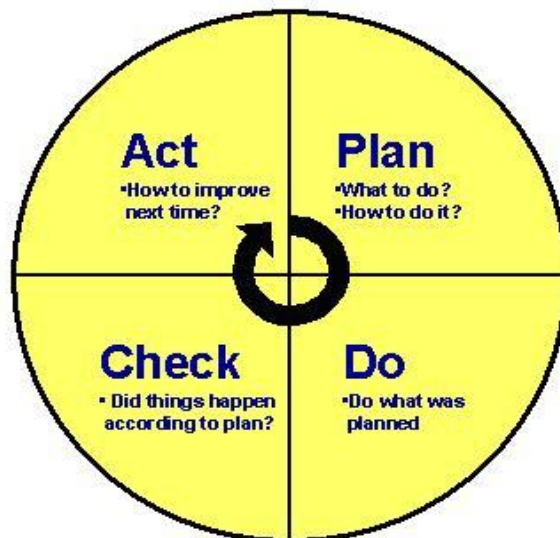 Act
•How to improve
next time?
Plan
•What to do?
•How to do it?
Check
• Did things happen
according to plan?
Do
•Do what was
planned